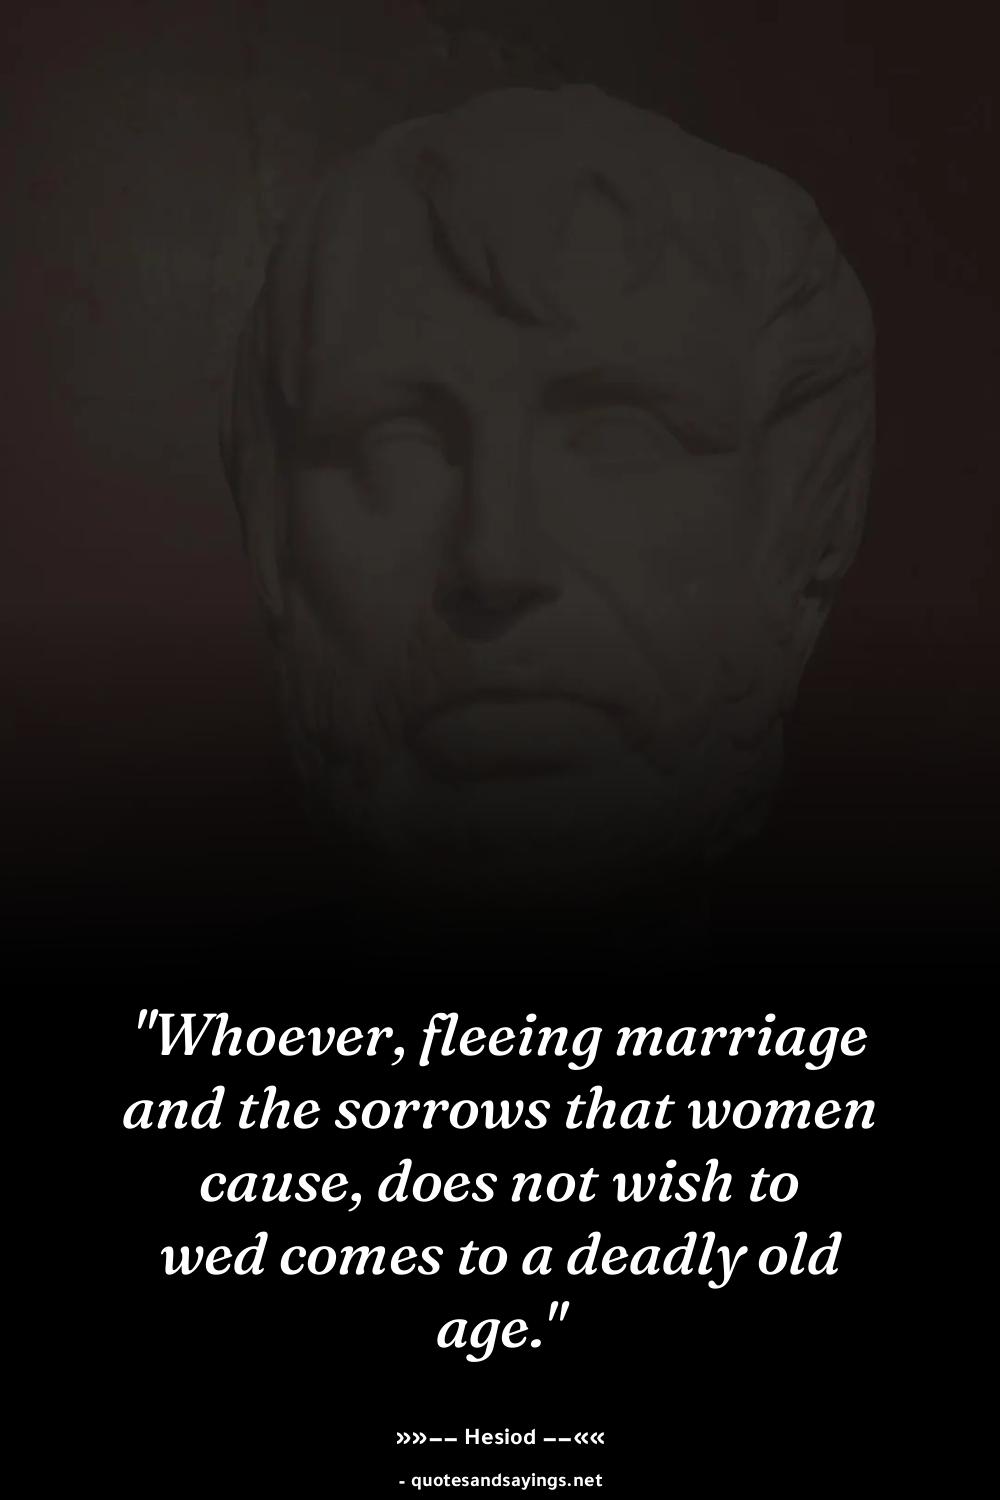 "Whoever, fleeing marriage
and the sorrows that women
cause, does not wish to
wed comes to a deadly old
age."
»»–– Hesiod ––««
- quotesandsayings.net